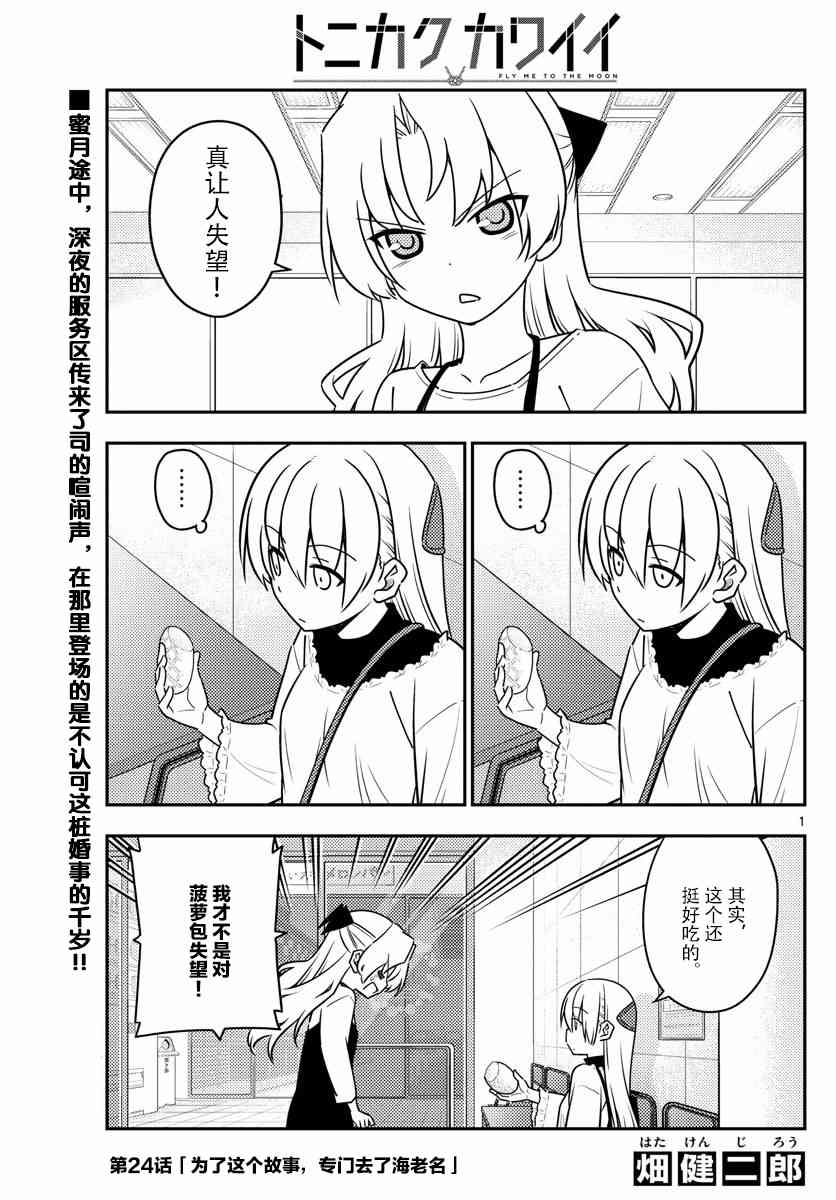 トニカクカワイイ
FLY ME TO THE MOON
■蜜月途中，深夜的服务区传来了司的喧闹声，在那里登场的是不认可这桩婚事的千岁!!
真让人失望！
……
……
1
其实，
这个还
挺好吃的。
我才不是对
菠萝包失望！
メロンパン
第24话「为了这个故事，专门去了海老名」
はた けん じ ろう
畑健二郎